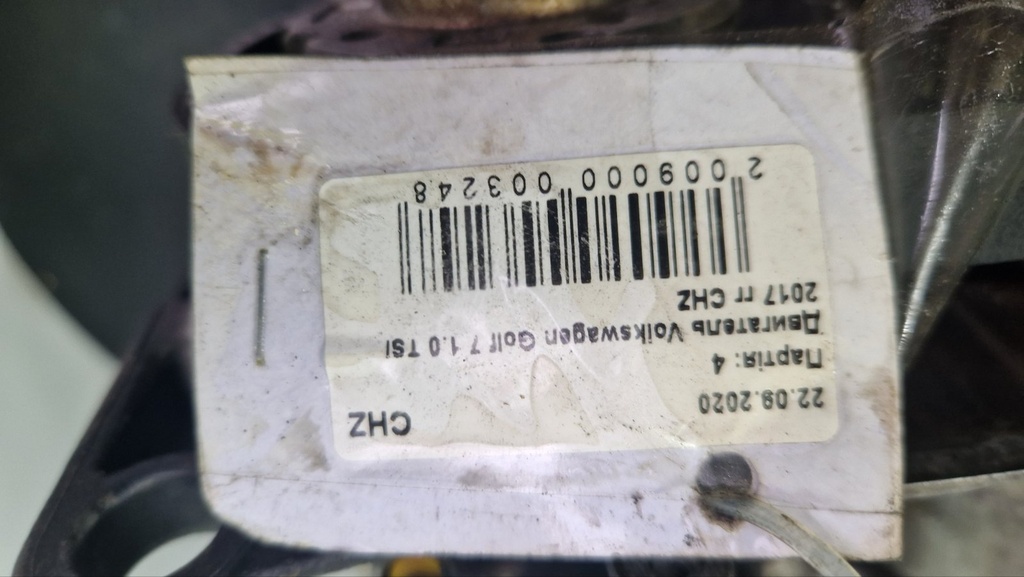 22.09.2020 CHZ
Партія: 4
Двигатель Volkswagen Golf 7 1.0 TSI
2017 гг CHZ
2 009000 003248